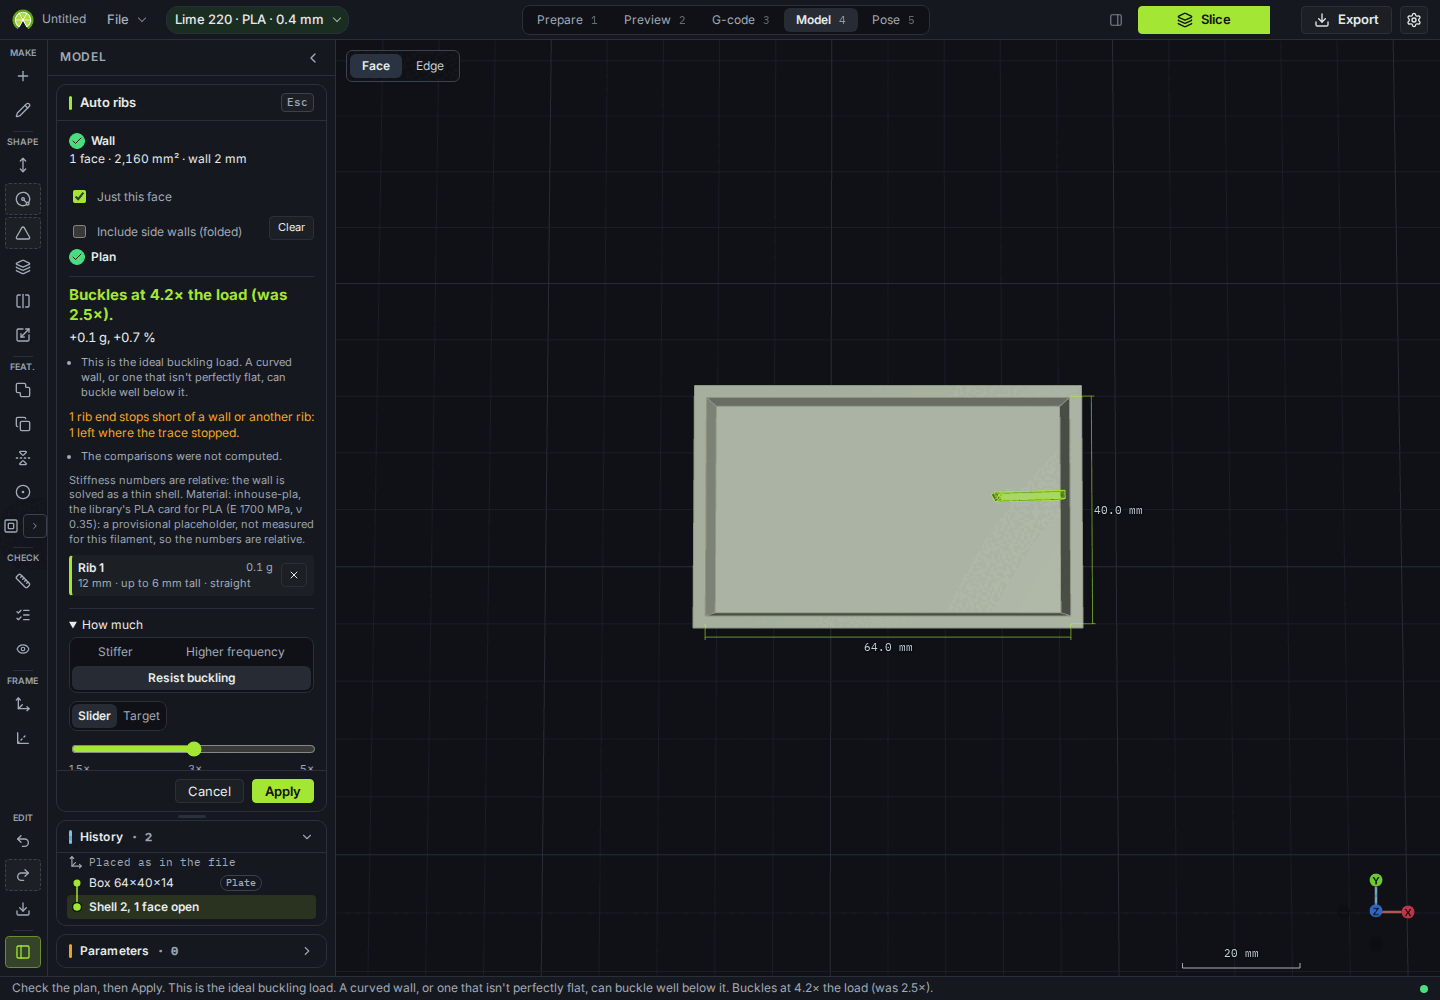 Untitled
File
Lime 220 · PLA · 0.4 mm
Prepare 1
Preview 2
G-code 3
Model 4
Pose 5
Slice
Export
MAKE
SHAPE
FEAT.
CHECK
FRAME
EDIT
MODEL
Auto ribs
Esc
Wall
1 face · 2,160 mm² · wall 2 mm
Just this face
Include side walls (folded)
Clear
Plan
Buckles at 4.2× the load (was
2.5×).
+0.1 g, +0.7 %
• This is the ideal buckling load. A curved
wall, or one that isn't perfectly flat, can
buckle well below it.
1 rib end stops short of a wall or another rib:
1 left where the trace stopped.
• The comparisons were not computed.
Stiffness numbers are relative: the wall is
solved as a thin shell. Material: inhouse-pla,
the library's PLA card for PLA (E 1700 MPa, ν
0.35): a provisional placeholder, not measured
for this filament, so the numbers are relative.
Rib 1
0.1 g
12 mm · up to 6 mm tall · straight
How much
Stiffer
Higher frequency
Resist buckling
Slider
Target
1.5×
3×
5×
Cancel
Apply
History · 2
Placed as in the file
Box 64×40×14
Plate
Shell 2, 1 face open
Parameters · 0
Face
Edge
40.0 mm
64.0 mm
Y
Z
X
20 mm
Check the plan, then Apply. This is the ideal buckling load. A curved wall, or one that isn't perfectly flat, can buckle well below it. Buckles at 4.2× the load (was 2.5×).